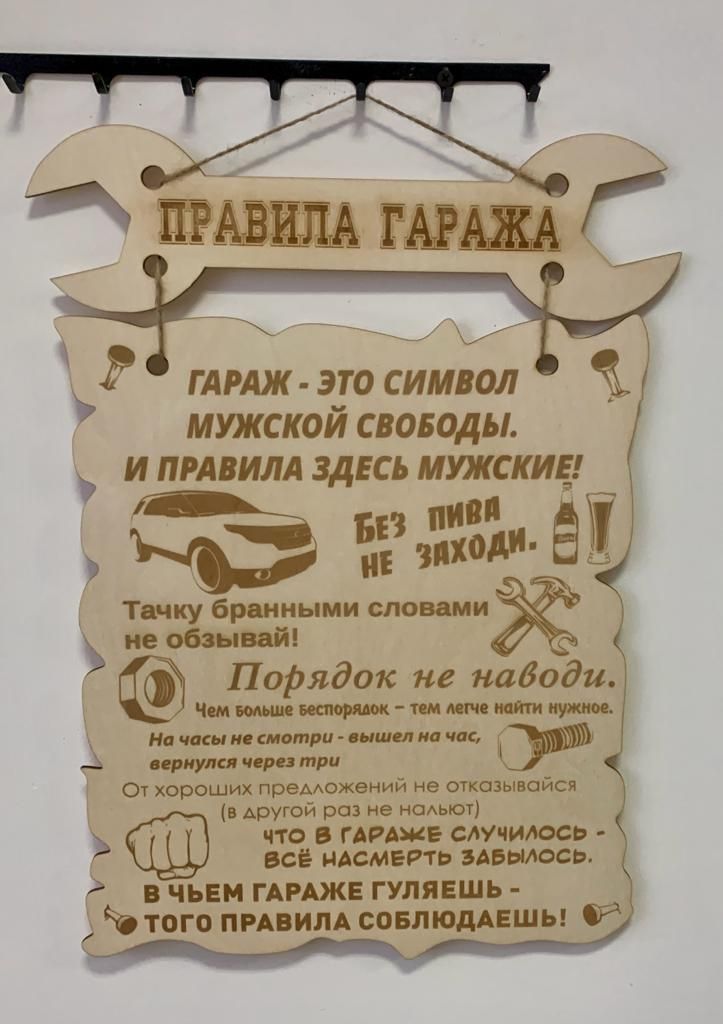 ПРАВИЛА ГАРАЖА
ГАРАЖ - ЭТО СИМВОЛ
МУЖСКОЙ СВОБОДЫ.
И ПРАВИЛА ЗДЕСЬ МУЖСКИЕ!
БЕЗ ПИВА
НЕ ЗАХОДИ.
Тачку бранными словами
не обзывай!
Порядок не наводи.
Чем больше беспорядок – тем легче найти нужное.
На часы не смотри - вышел на час,
вернулся через три
От хороших предложений не отказывайся
(в другой раз не нальют)
ЧТО В ГАРАЖЕ СЛУЧИЛОСЬ -
ВСЁ НАСМЕРТЬ ЗАБЫЛОСЬ.
В ЧЬЕМ ГАРАЖЕ ГУЛЯЕШЬ -
ТОГО ПРАВИЛА СОБЛЮДАЕШЬ!